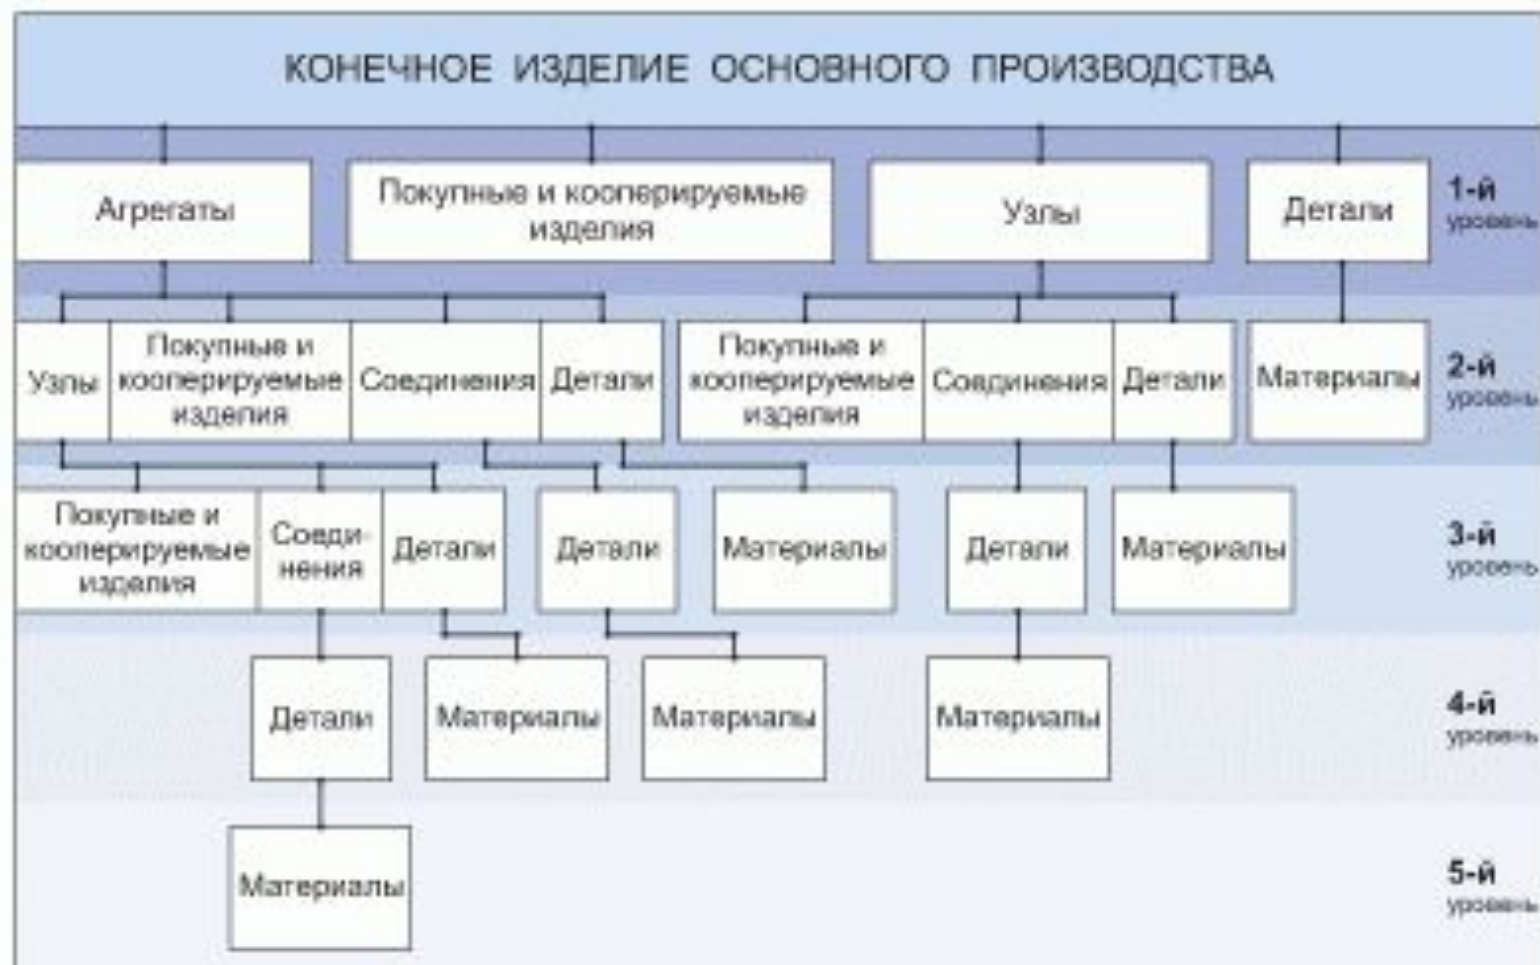 КОНЕЧНОЕ ИЗДЕЛИЕ ОСНОВНОГО ПРОИЗВОДСТВА
Агрегаты
Покупные и кооперируемые
изделия
Узлы
Детали
1-й
уровень
Узлы
Покупные и
кооперируемые
изделия
Соединения
Детали
Покупные и
кооперируемые
изделия
Соединения
Детали
Материалы
2-й
уровень
Покупные и
кооперируемые
изделия
Соеди-
нения
Детали
Детали
Материалы
Детали
Материалы
3-й
уровень
Детали
Материалы
Материалы
Материалы
4-й
уровень
Материалы
5-й
уровень